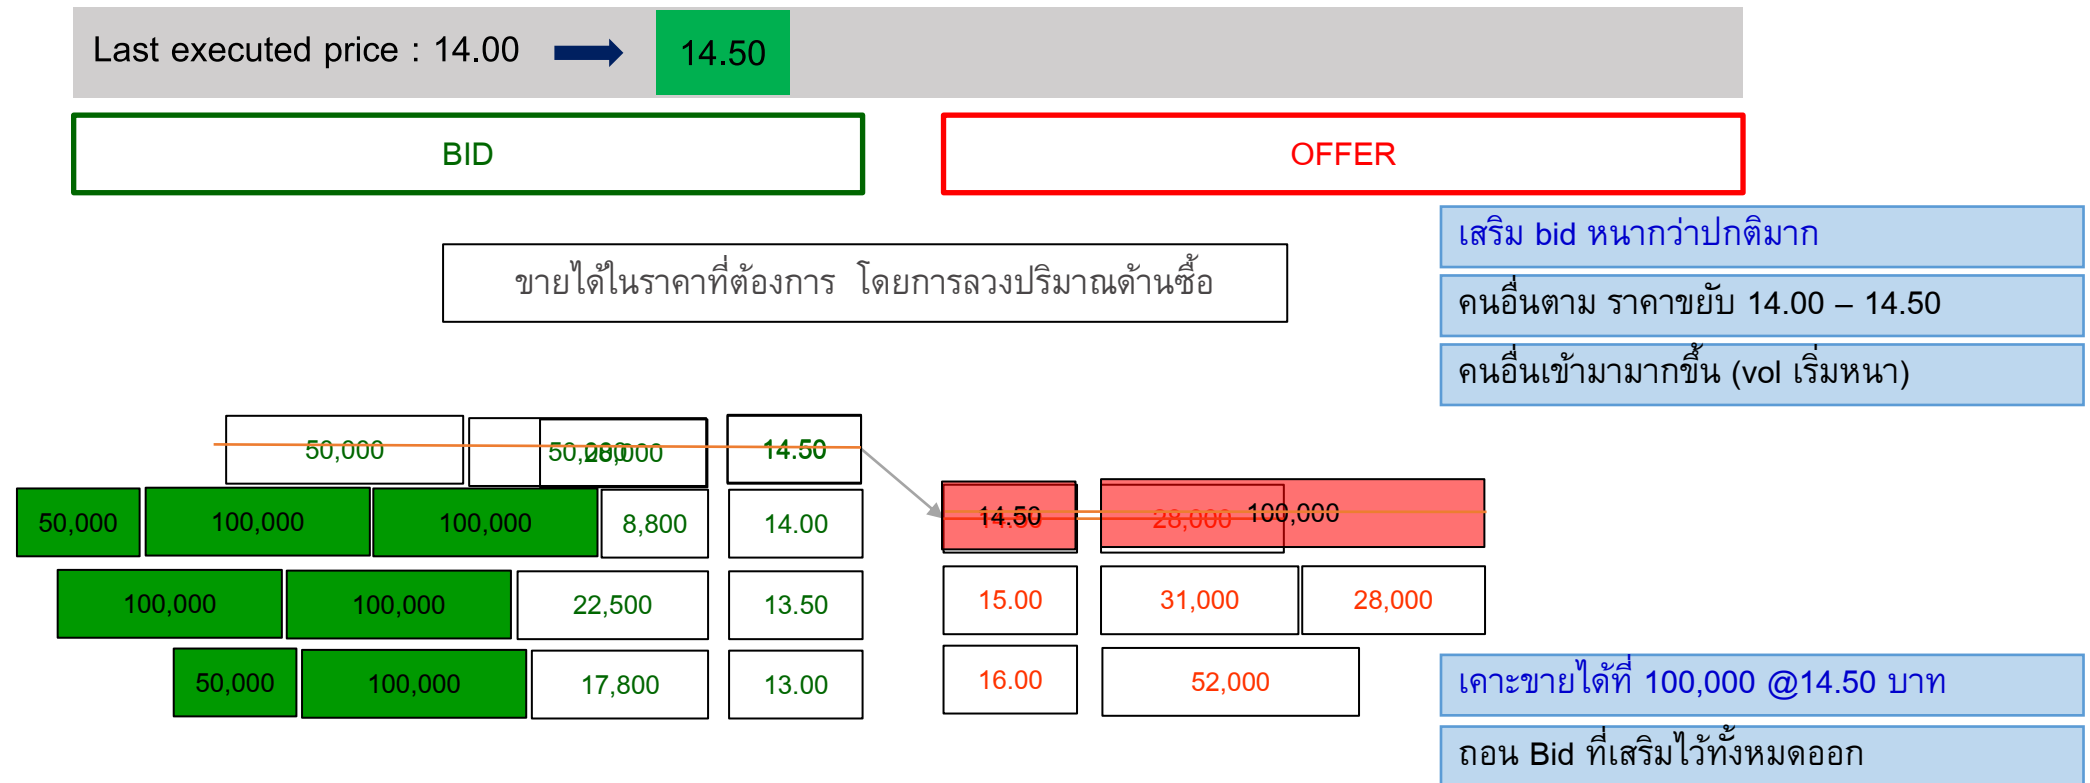 Last executed price : 14.00
14.50
BID
OFFER
เสริม bid หนากว่าปกติมาก
ขายได้ในราคาที่ต้องการ โดยการลวงปริมาณด้านซื้อ
คนอื่นตาม ราคาขยับ 14.00 – 14.50
คนอื่นเข้ามามากขึ้น (vol เริ่มหนา)
50,000 50,000 28,000 14.50
50,000 100,000 100,000 8,800 14.00 14.50 28,000 100,000
100,000 100,000 22,500 13.50 15.00 31,000 28,000
50,000 100,000 17,800 13.00 16.00 52,000
เคาะขายได้ที่ 100,000 @14.50 บาท
ถอน Bid ที่เสริมไว้ทั้งหมดออก